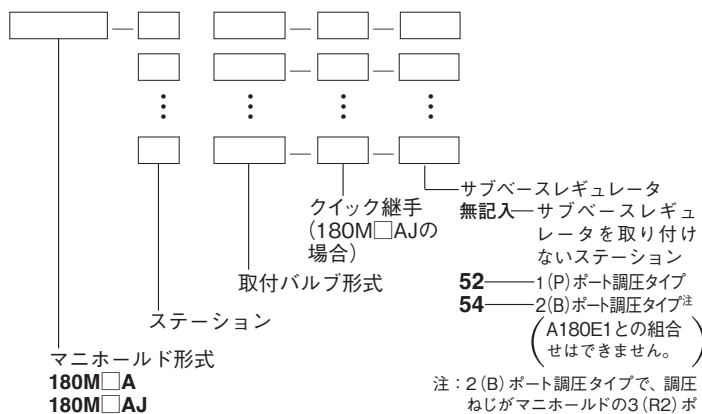 サブベースレギュレータ
無記入 サブベースレギュ
レータを取り付け
ないステーション
52 1(P)ポート調圧タイプ
54 2(B)ポート調圧タイプ注
(A180E1との組合
せはできません。)
注：2(B)ポート調圧タイプで、調圧
ねじがマニホールドの3(R2)ポ
クイック継手
(180M□AJの
場合)
取付バルブ形式
ステーション
マニホールド形式
180M□A
180M□AJ